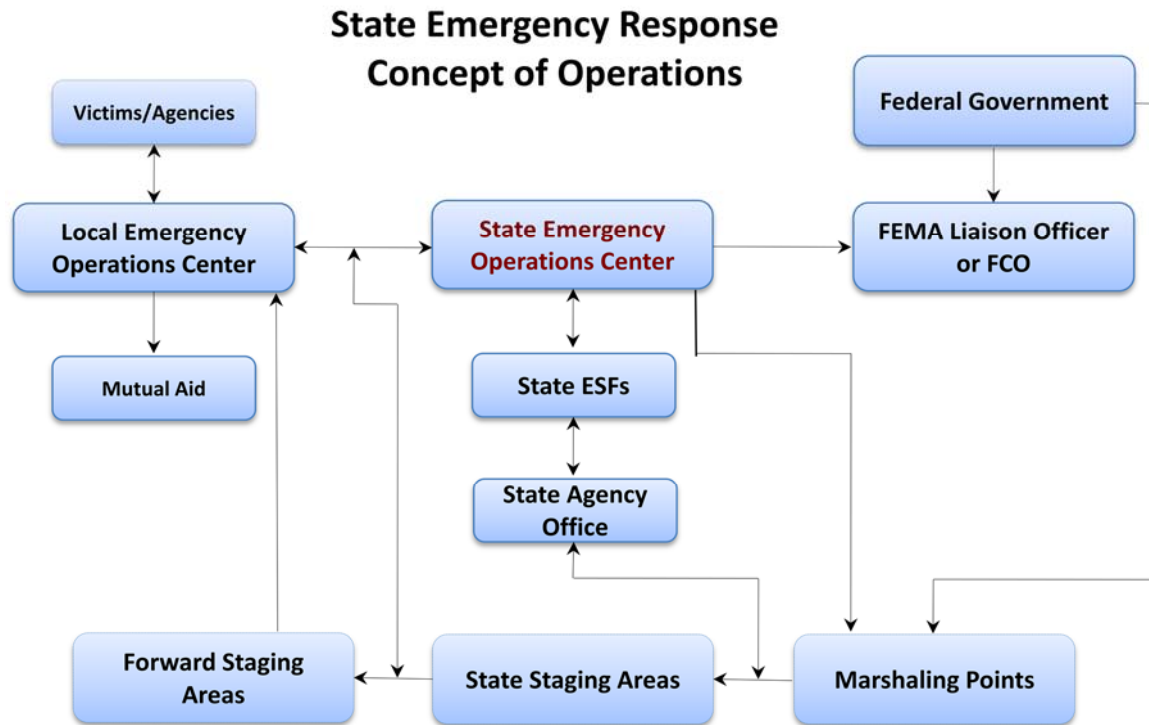 State Emergency Response
Concept of Operations
Victims/Agencies
Federal Government
Local Emergency
Operations Center
State Emergency
Operations Center
FEMA Liaison Officer
or FCO
Mutual Aid
State ESFs
State Agency
Office
Forward Staging
Areas
State Staging Areas
Marshaling Points